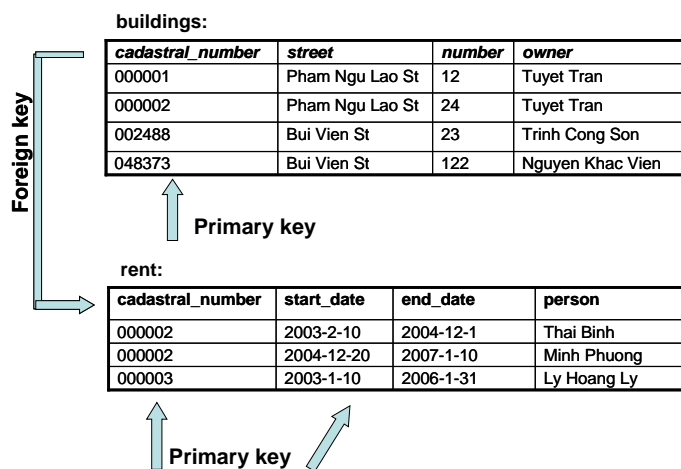 buildings:
cadastral_number street number owner
000001 Pham Ngu Lao St 12 Tuyet Tran
000002 Pham Ngu Lao St 24 Tuyet Tran
002488 Bui Vien St 23 Trinh Cong Son
048373 Bui Vien St 122 Nguyen Khac Vien
Foreign key
Primary key
rent:
cadastral_number start_date end_date person
000002 2003-2-10 2004-12-1 Thai Binh
000002 2004-12-20 2007-1-10 Minh Phuong
000003 2003-1-10 2006-1-31 Ly Hoang Ly
Primary key